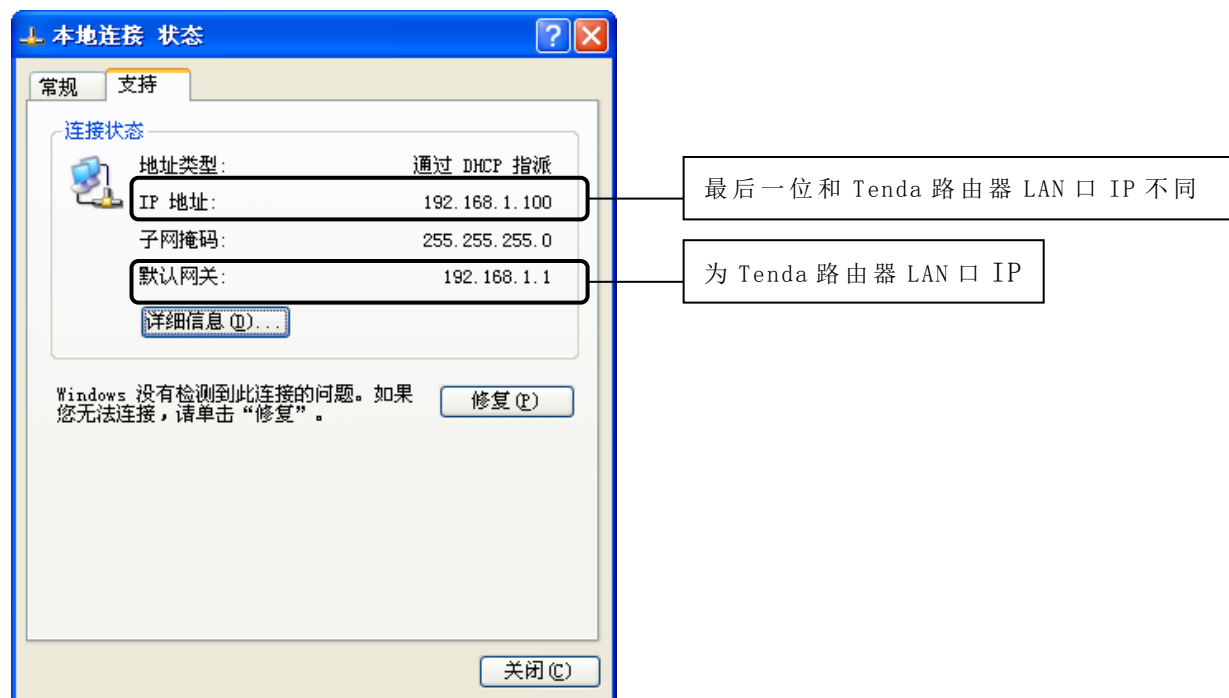 本地连接 状态
常规 支持
连接状态
地址类型: 通过 DHCP 指派
IP 地址: 192.168.1.100
最后一位和 Tenda 路由器 LAN 口 IP 不同
子网掩码: 255.255.255.0
默认网关: 192.168.1.1
为 Tenda 路由器 LAN 口 IP
详细信息(D)...
Windows 没有检测到此连接的问题。如果
您无法连接，请单击“修复”。
修复(P)
关闭(C)